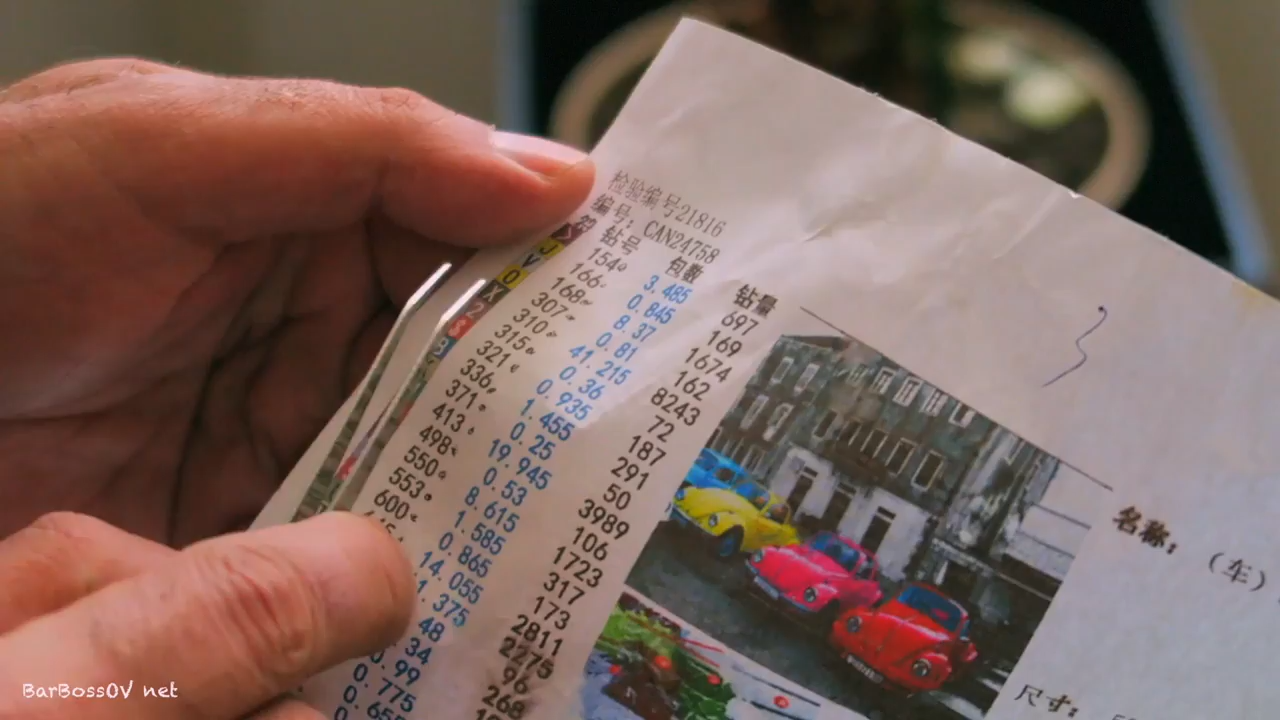 检验编号21816
编号: CAN24758
钻号 包数 钻量
> 154 3.485 697
J 166 0.845 169
V 168 8.37 1674
O 307 0.81 162
X 310 41.215 8243
2 315 0.36 72
S 321 0.935 187
3 336 1.455 291
371 0.25 50
413 19.945 3989
498 0.53 106
550 8.615 1723
553 1.585 317
600 0.865 173
14.055 2811
.375 2275
48 96
34 268
0.99
0.775
名称: (车)
尺寸:
BarBossOV net